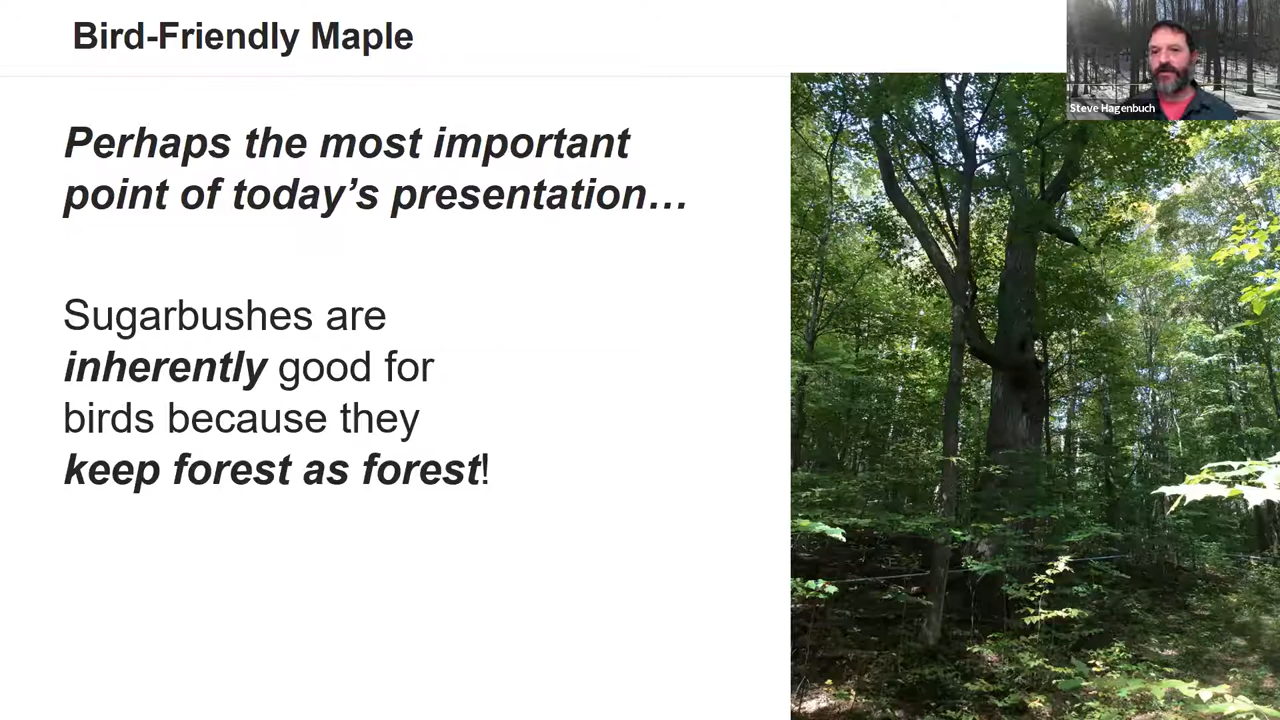 Bird-Friendly Maple
Steve Hagenbuch
Perhaps the most important
point of today’s presentation…
Sugarbushes are
inherently good for
birds because they
keep forest as forest!